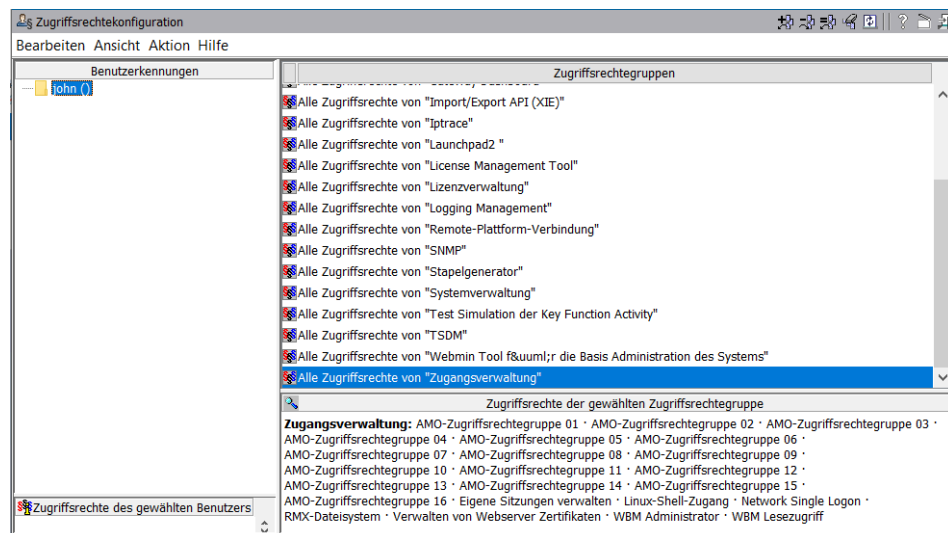 Zugriffsrechtekonfiguration
Bearbeiten Ansicht Aktion Hilfe
Benutzerkennungen
john ()
Zugriffsrechte des gewählten Benutzers
Zugriffsrechtegruppen
Alle Zugriffsrechte von "Import/Export API (XIE)"
Alle Zugriffsrechte von "Iptrace"
Alle Zugriffsrechte von "Launchpad2 "
Alle Zugriffsrechte von "License Management Tool"
Alle Zugriffsrechte von "Lizenzverwaltung"
Alle Zugriffsrechte von "Logging Management"
Alle Zugriffsrechte von "Remote-Plattform-Verbindung"
Alle Zugriffsrechte von "SNMP"
Alle Zugriffsrechte von "Stapelgenerator"
Alle Zugriffsrechte von "Systemverwaltung"
Alle Zugriffsrechte von "Test Simulation der Key Function Activity"
Alle Zugriffsrechte von "TSDM"
Alle Zugriffsrechte von "Webmin Tool f&uuml;r die Basis Administration des Systems"
Alle Zugriffsrechte von "Zugangsverwaltung"
Zugriffsrechte der gewählten Zugriffsrechtegruppe
Zugangsverwaltung: AMO-Zugriffsrechtegruppe 01 · AMO-Zugriffsrechtegruppe 02 · AMO-Zugriffsrechtegruppe 03 ·
AMO-Zugriffsrechtegruppe 04 · AMO-Zugriffsrechtegruppe 05 · AMO-Zugriffsrechtegruppe 06 ·
AMO-Zugriffsrechtegruppe 07 · AMO-Zugriffsrechtegruppe 08 · AMO-Zugriffsrechtegruppe 09 ·
AMO-Zugriffsrechtegruppe 10 · AMO-Zugriffsrechtegruppe 11 · AMO-Zugriffsrechtegruppe 12 ·
AMO-Zugriffsrechtegruppe 13 · AMO-Zugriffsrechtegruppe 14 · AMO-Zugriffsrechtegruppe 15 ·
AMO-Zugriffsrechtegruppe 16 · Eigene Sitzungen verwalten · Linux-Shell-Zugang · Network Single Logon ·
RMX-Dateisystem · Verwalten von Webserver Zertifikaten · WBM Administrator · WBM Lesezugriff